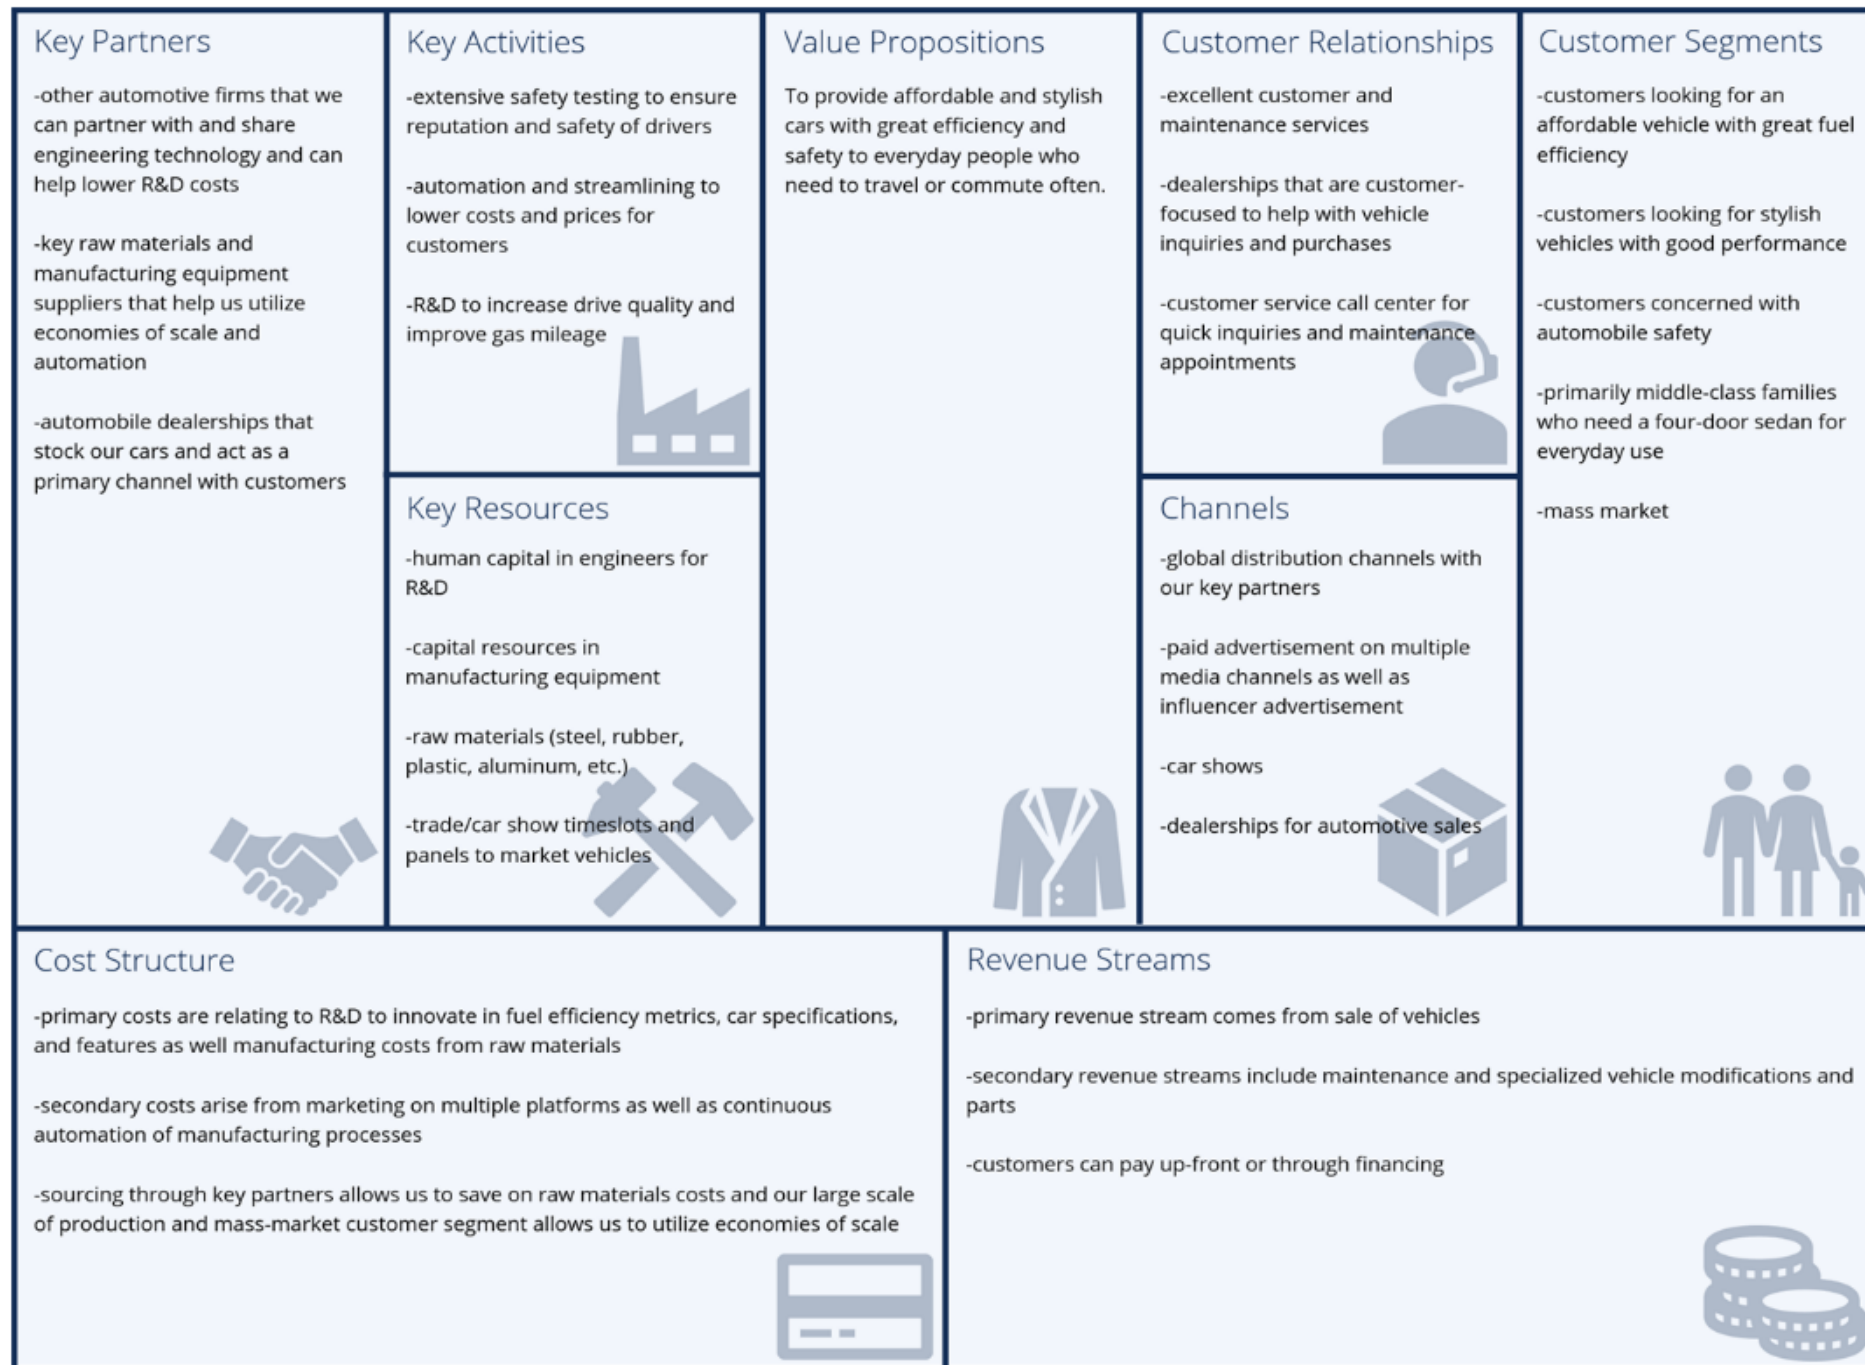 Key Partners
-other automotive firms that we
can partner with and share
engineering technology and can
help lower R&D costs
-key raw materials and
manufacturing equipment
suppliers that help us utilize
economies of scale and
automation
-automobile dealerships that
stock our cars and act as a
primary channel with customers
Key Activities
-extensive safety testing to ensure
reputation and safety of drivers
-automation and streamlining to
lower costs and prices for
customers
-R&D to increase drive quality and
improve gas mileage
Key Resources
-human capital in engineers for
R&D
-capital resources in
manufacturing equipment
-raw materials (steel, rubber,
plastic, aluminum, etc.)
-trade/car show timeslots and
panels to market vehicles
Value Propositions
To provide affordable and stylish
cars with great efficiency and
safety to everyday people who
need to travel or commute often.
Customer Relationships
-excellent customer and
maintenance services
-dealerships that are customer-
focused to help with vehicle
inquiries and purchases
-customer service call center for
quick inquiries and maintenance
appointments
Channels
-global distribution channels with
our key partners
-paid advertisement on multiple
media channels as well as
influencer advertisement
-car shows
-dealerships for automotive sales
Customer Segments
-customers looking for an
affordable vehicle with great fuel
efficiency
-customers looking for stylish
vehicles with good performance
-customers concerned with
automobile safety
-primarily middle-class families
who need a four-door sedan for
everyday use
-mass market
Cost Structure
-primary costs are relating to R&D to innovate in fuel efficiency metrics, car specifications,
and features as well manufacturing costs from raw materials
-secondary costs arise from marketing on multiple platforms as well as continuous
automation of manufacturing processes
-sourcing through key partners allows us to save on raw materials costs and our large scale
of production and mass-market customer segment allows us to utilize economies of scale
Revenue Streams
-primary revenue stream comes from sale of vehicles
-secondary revenue streams include maintenance and specialized vehicle modifications and
parts
-customers can pay up-front or through financing